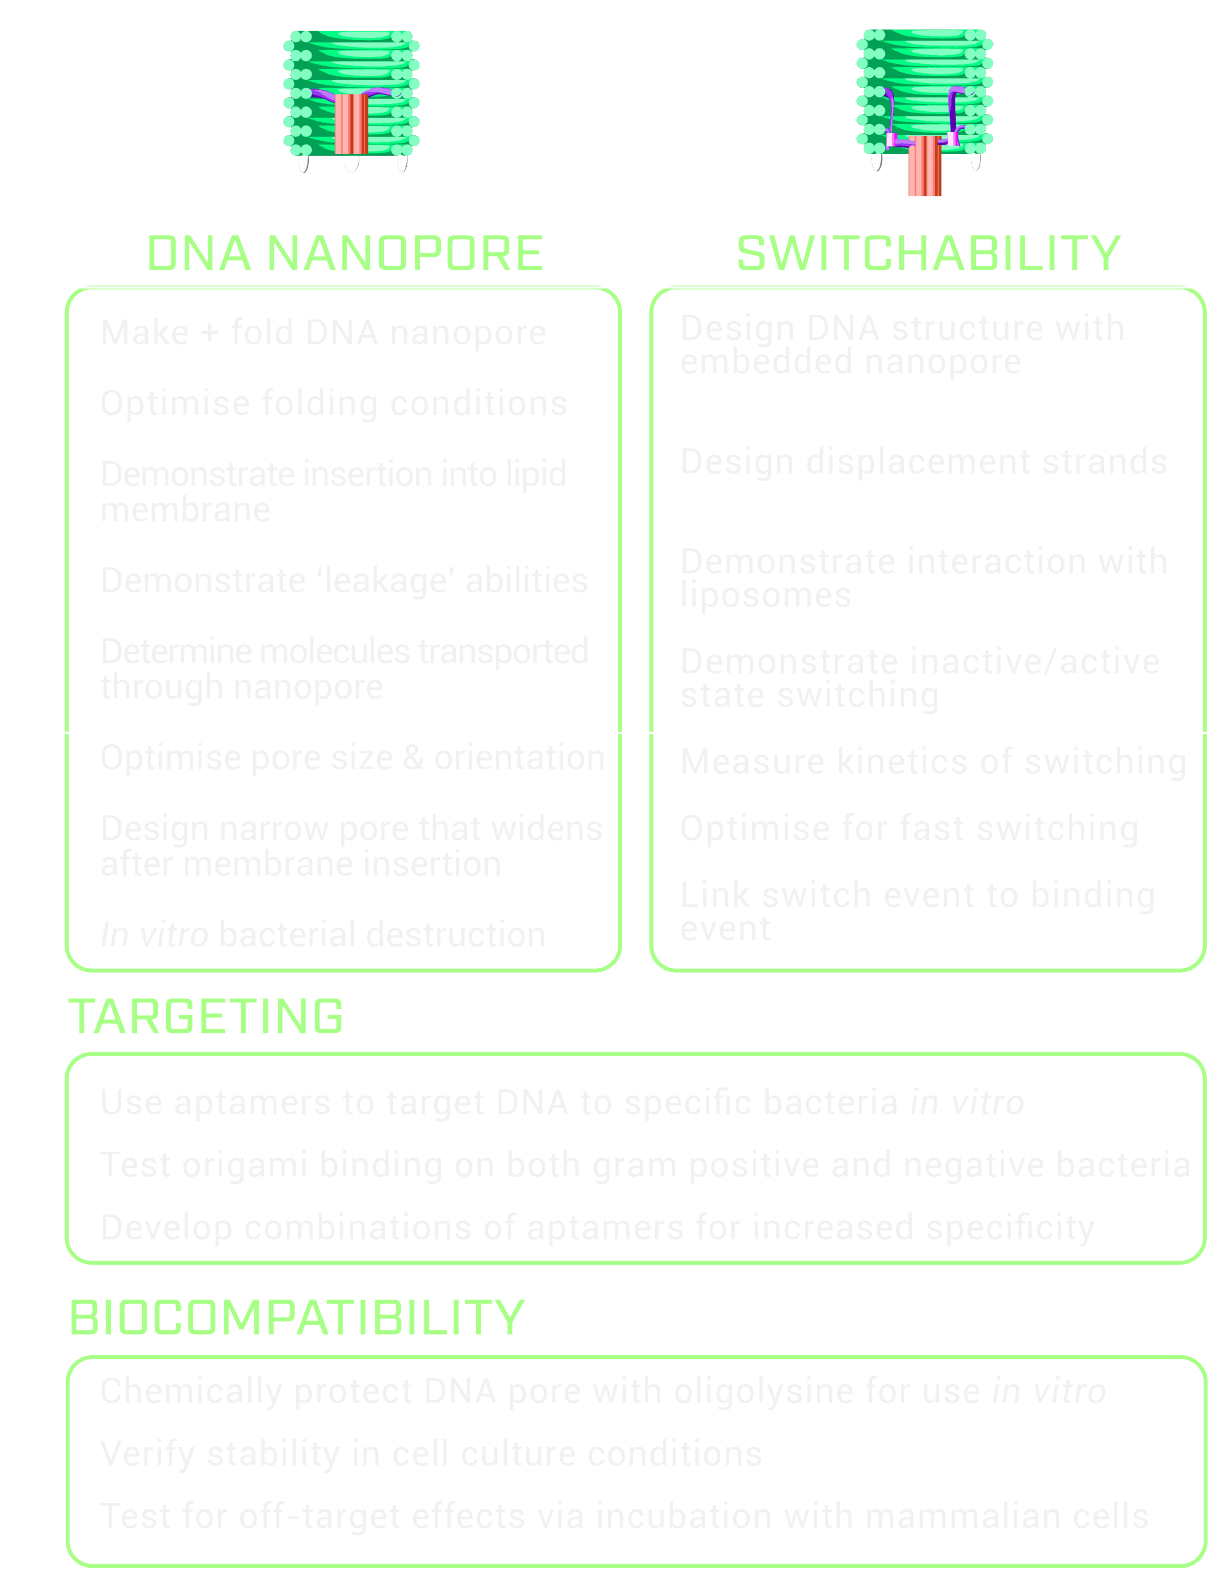 DNA NANOPORE
Make + fold DNA nanopore
Optimise folding conditions
Demonstrate insertion into lipid
membrane
Demonstrate ‘leakage’ abilities
Determine molecules transported
through nanopore
Optimise pore size & orientation
Design narrow pore that widens
after membrane insertion
In vitro bacterial destruction
SWITCHABILITY
Design DNA structure with
embedded nanopore
Design displacement strands
Demonstrate interaction with
liposomes
Demonstrate inactive/active
state switching
Measure kinetics of switching
Optimise for fast switching
Link switch event to binding
event
TARGETING
Use aptamers to target DNA to specific bacteria in vitro
Test origami binding on both gram positive and negative bacteria
Develop combinations of aptamers for increased specificity
BIOCOMPATIBILITY
Chemically protect DNA pore with oligolysine for use in vitro
Verify stability in cell culture conditions
Test for off-target effects via incubation with mammalian cells